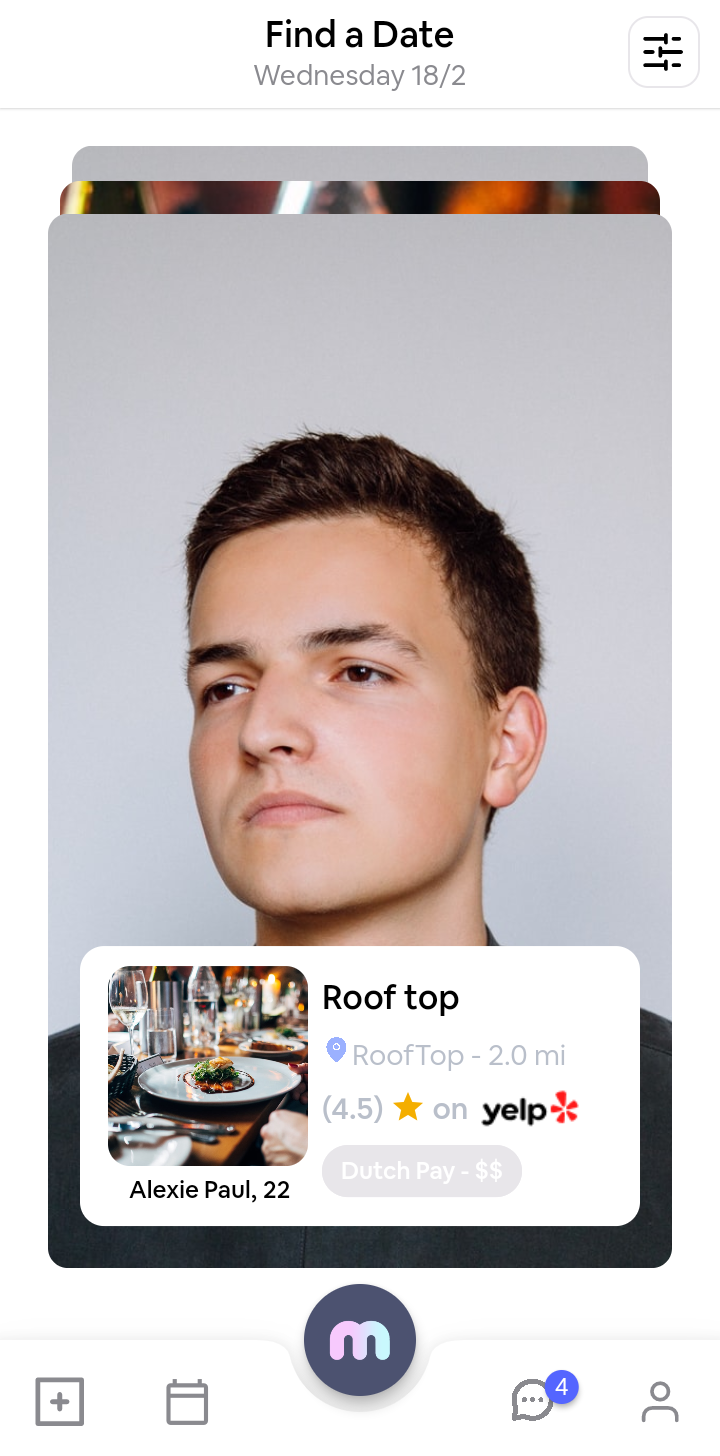 Find a Date
Wednesday 18/2
Roof top
RoofTop - 2.0 mi
(4.5) on yelp
Dutch Pay - $$
Alexie Paul, 22
m
4